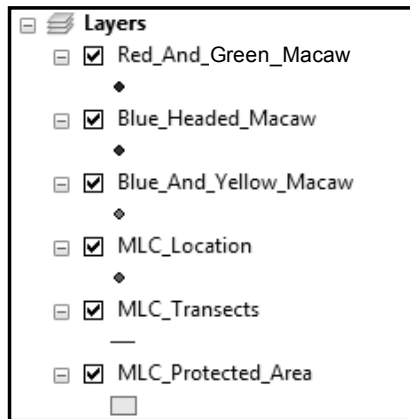 Layers
Red_And_Green_Macaw
Blue_Headed_Macaw
Blue_And_Yellow_Macaw
MLC_Location
MLC_Transects
MLC_Protected_Area